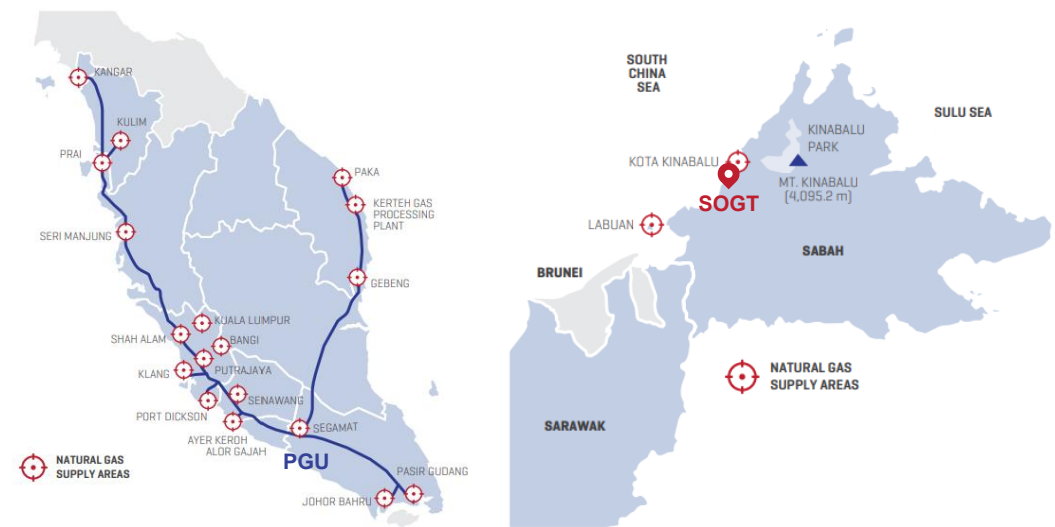 KANGAR
KULIM
PRAI
PAKA
KERTEH GAS
PROCESSING
PLANT
SERI MANJUNG
GEBENG
KUALA LUMPUR
SHAH ALAM
BANGI
PUTRAJAYA
KLANG
SENAWANG
PORT DICKSON
SEGAMAT
AYER KEROH
ALOR GAJAH
PGU
PASIR GUDANG
JOHOR BAHRU
NATURAL GAS
SUPPLY AREAS
SOUTH
CHINA
SEA
SULU SEA
KINABALU
PARK
KOTA KINABALU
MT. KINABALU
(4,095.2 m)
SOGT
LABUAN
SABAH
BRUNEI
NATURAL GAS
SUPPLY AREAS
SARAWAK